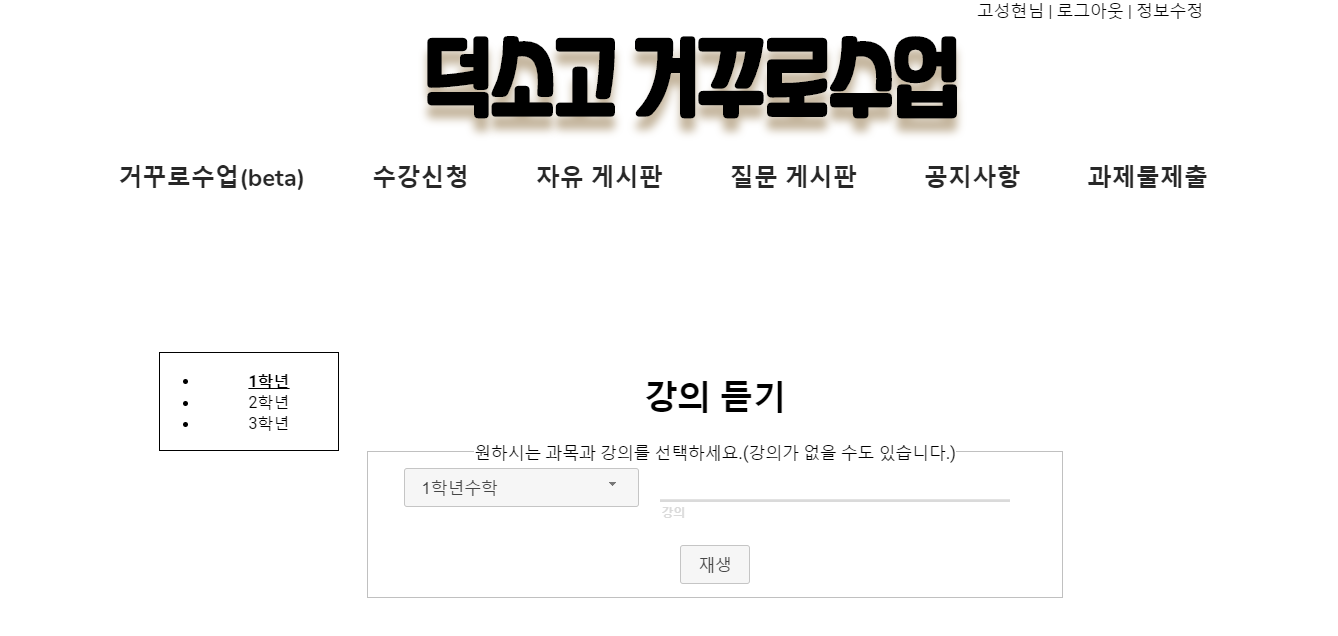 고성현님 | 로그아웃 | 정보수정
덕소고 거꾸로수업
거꾸로수업(beta) 수강신청 자유 게시판 질문 게시판 공지사항 과제물제출
1학년
2학년
3학년
강의 듣기
원하시는 과목과 강의를 선택하세요.(강의가 없을 수도 있습니다.)
1학년수학
강의
재생